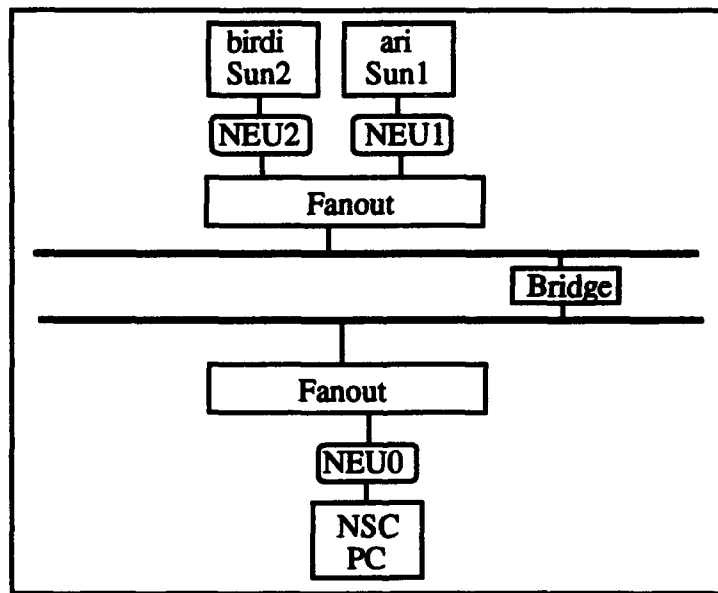 birdi
Sun2
ari
Sun1
NEU2
NEU1
Fanout
Bridge
Fanout
NEU0
NSC
PC